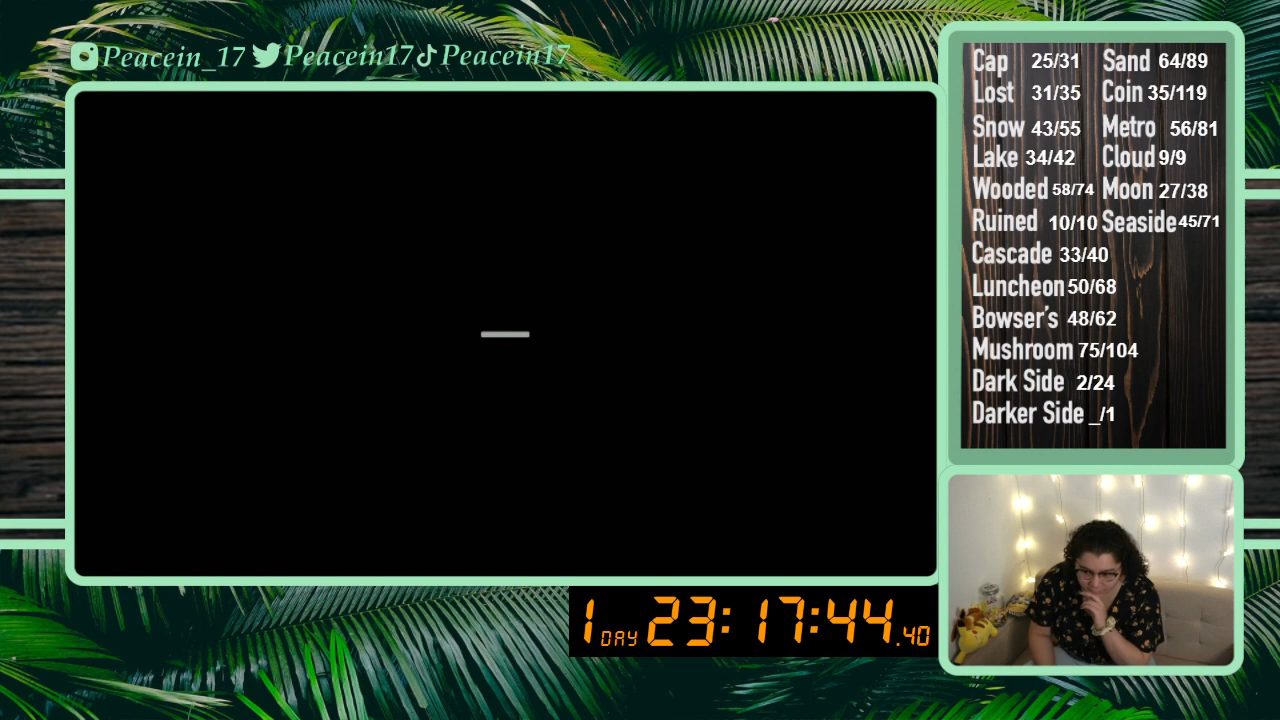 Peacein_17 Peacein17 Peacein17
Cap 25/31 Sand 64/89
Lost 31/35 Coin 35/119
Snow 43/55 Metro 56/81
Lake 34/42 Cloud 9/9
Wooded 58/74 Moon 27/38
Ruined 10/10 Seaside 45/71
Cascade 33/40
Luncheon 50/68
Bowser's 48/62
Mushroom 75/104
Dark Side 2/24
Darker Side _/1
1 DAY 23:17:44.40